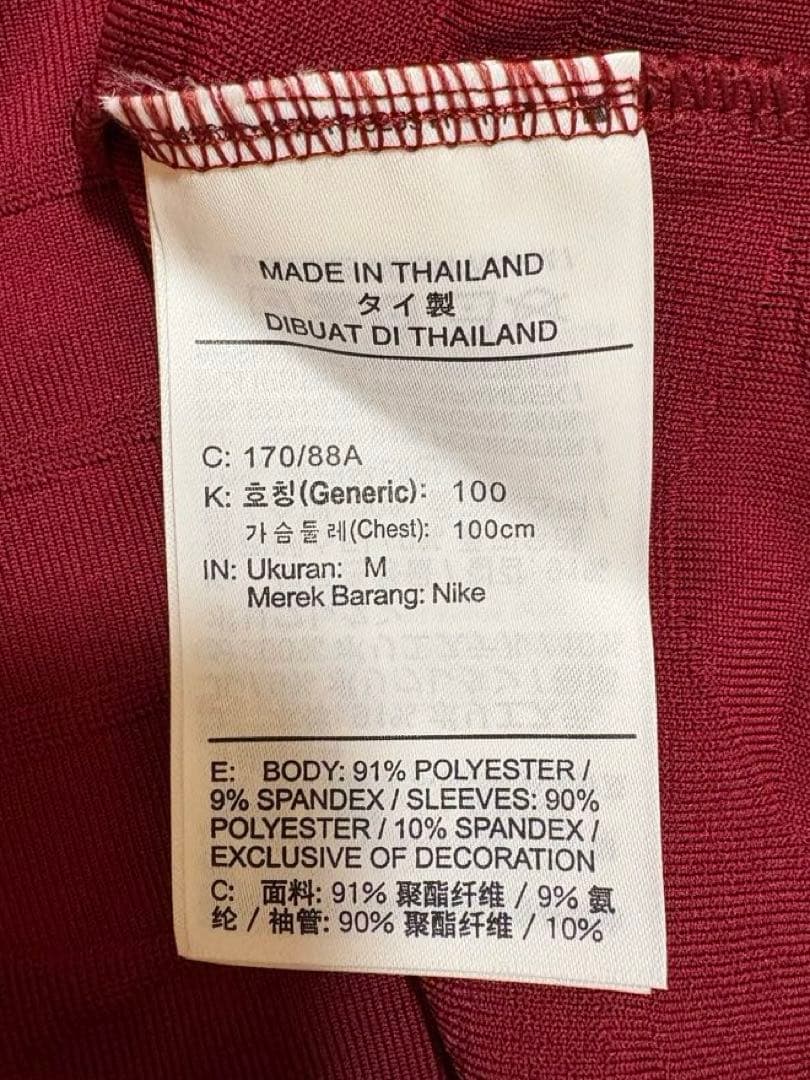 MADE IN THAILAND
タイ製
DIBUAT DI THAILAND
C: 170/88A
K: 호칭(Generic): 100
가슴둘레(Chest): 100cm
IN: Ukuran: M
Merek Barang: Nike
E: BODY: 91% POLYESTER /
9% SPANDEX / SLEEVES: 90%
POLYESTER / 10% SPANDEX /
EXCLUSIVE OF DECORATION
C: 面料: 91% 聚酯纤维 / 9% 氨
纶 / 袖管: 90% 聚酯纤维 / 10%